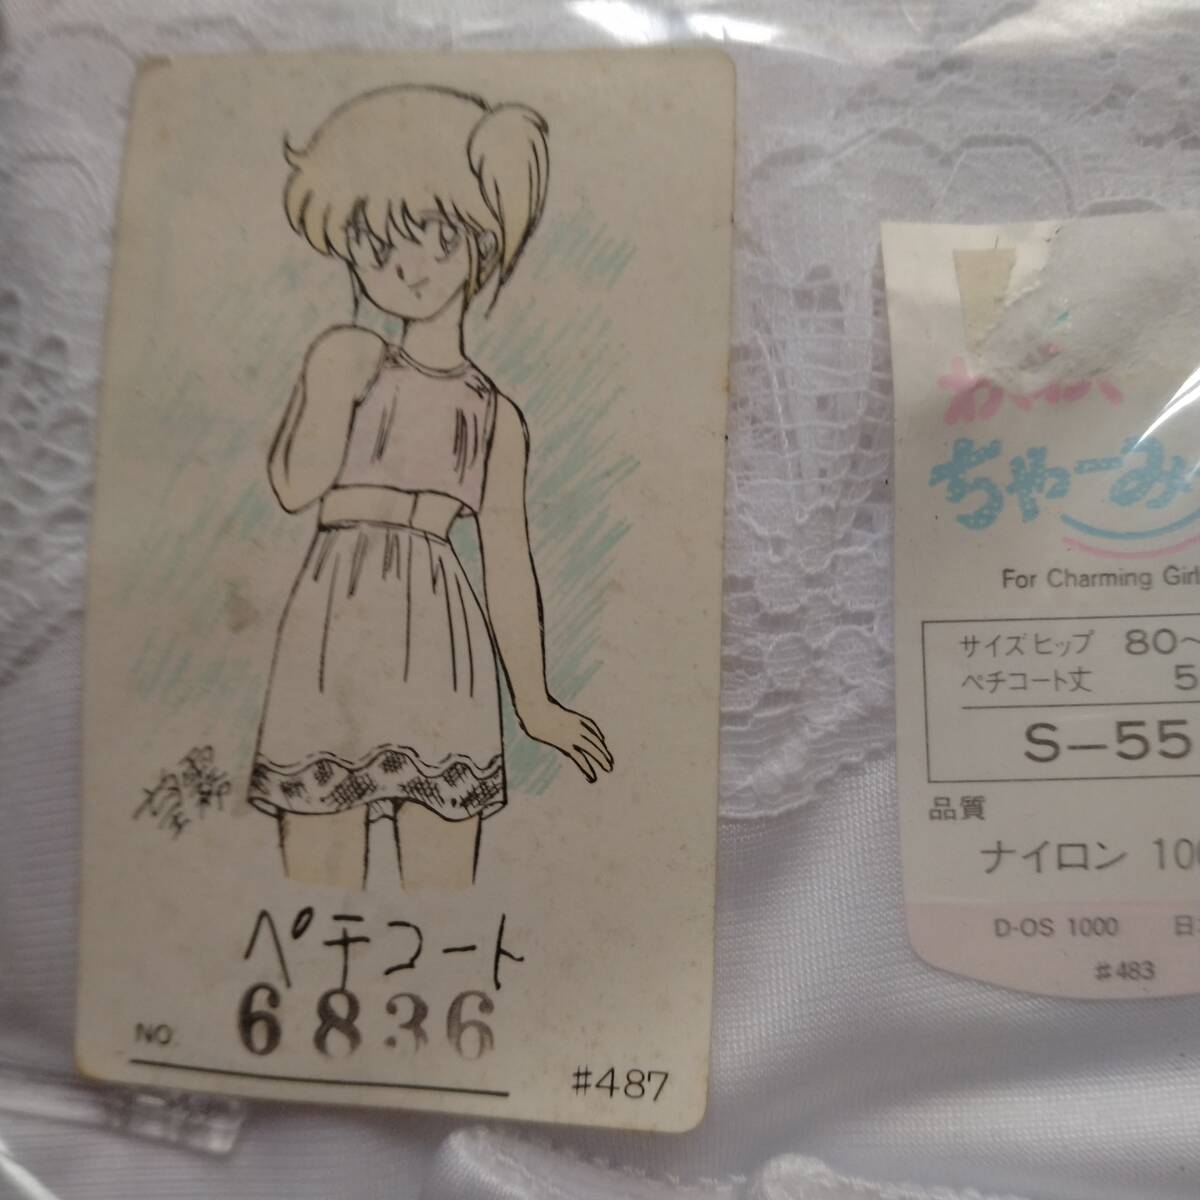 ペチコート
NO. 6836
#487
ちゃーみ
For Charming Girl
サイズ ヒップ 80〜
ペチコート丈 5
S—55
品質
ナイロン 100
D-OS 1000 日
#483